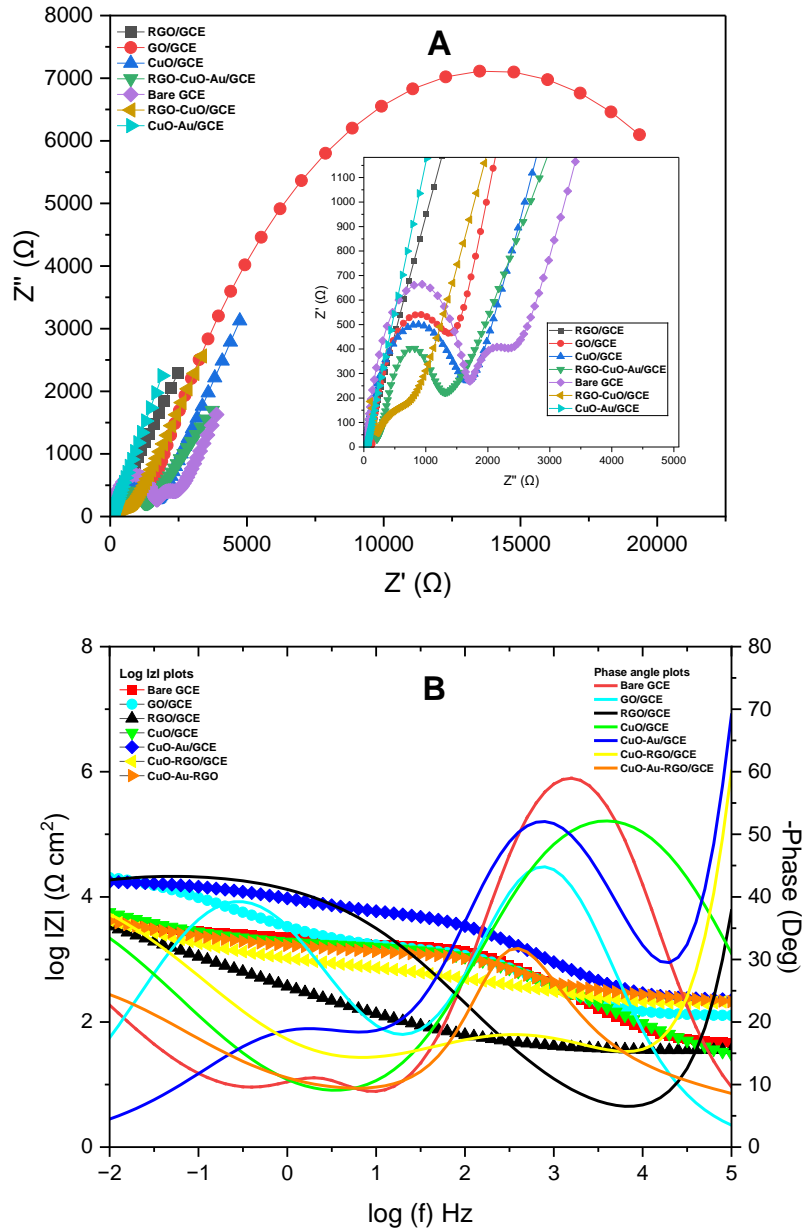 A
RGO/GCE
GO/GCE
CuO/GCE
RGO-CuO-Au/GCE
Bare GCE
RGO-CuO/GCE
CuO-Au/GCE
8000
7000
6000
5000
4000
3000
2000
1000
0
Z'' (Ω)
0 5000 10000 15000 20000
Z' (Ω)
1100
1000
900
800
700
600
500
400
300
200
100
0
Z' (Ω)
RGO/GCE
GO/GCE
CuO/GCE
RGO-CuO-Au/GCE
Bare GCE
RGO-CuO/GCE
CuO-Au/GCE
0 1000 2000 3000 4000 5000
Z'' (Ω)
B
Log IzI plots
Bare GCE
GO/GCE
RGO/GCE
CuO/GCE
CuO-Au/GCE
CuO-RGO/GCE
CuO-Au-RGO
Phase angle plots
Bare GCE
GO/GCE
RGO/GCE
CuO/GCE
CuO-Au/GCE
CuO-RGO/GCE
CuO-Au-RGO/GCE
8
6
4
2
0
log IZI (Ω cm²)
80
70
60
50
40
30
20
10
0
-Phase (Deg)
−2 −1 0 1 2 3 4 5
log (f) Hz